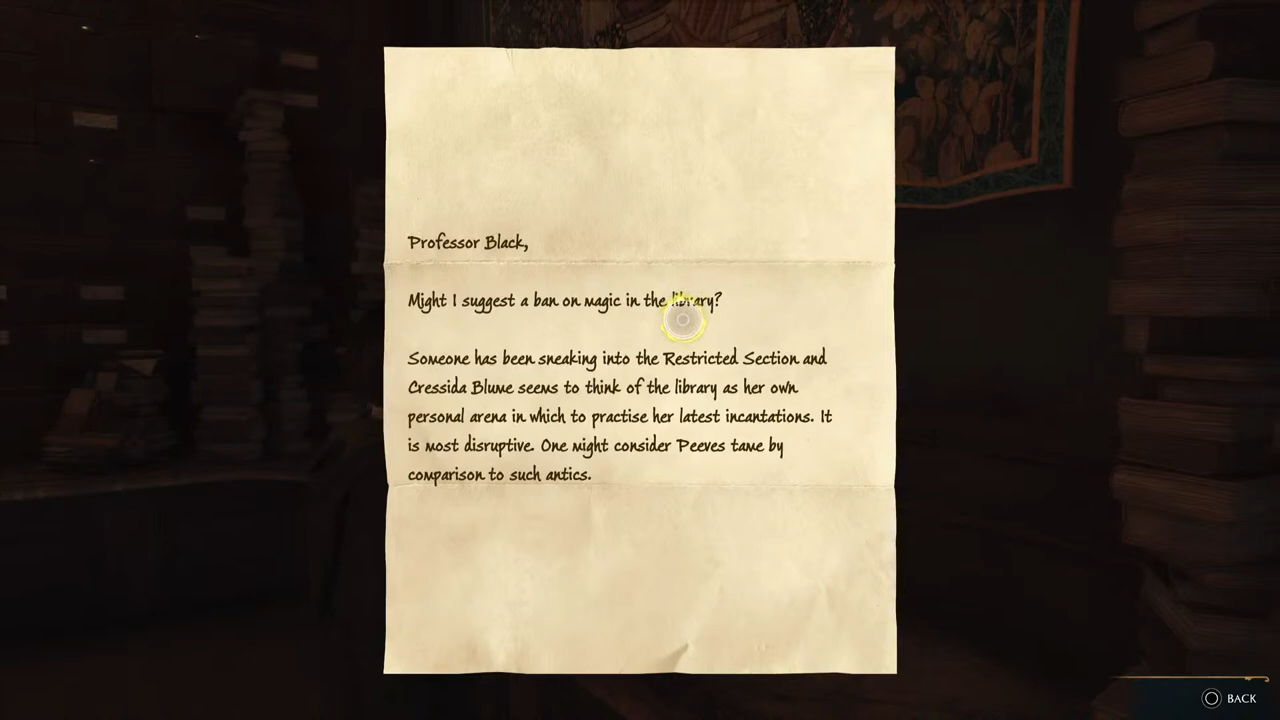 Professor Black,
Might I suggest a ban on magic in the library?
Someone has been sneaking into the Restricted Section and
Cressida Blume seems to think of the library as her own
personal arena in which to practise her latest incantations. It
is most disruptive. One might consider Peeves tame by
comparison to such antics.
BACK